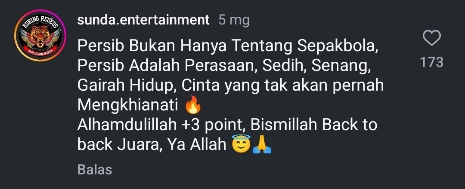 sunda.entertainment 5 mg
Persib Bukan Hanya Tentang Sepakbola,
Persib Adalah Perasaan, Sedih, Senang,
Gairah Hidup, Cinta yang tak akan pernah
Mengkhianati 🔥
Alhamdulillah +3 point, Bismillah Back to
back Juara, Ya Allah 😇🙏
173
Balas